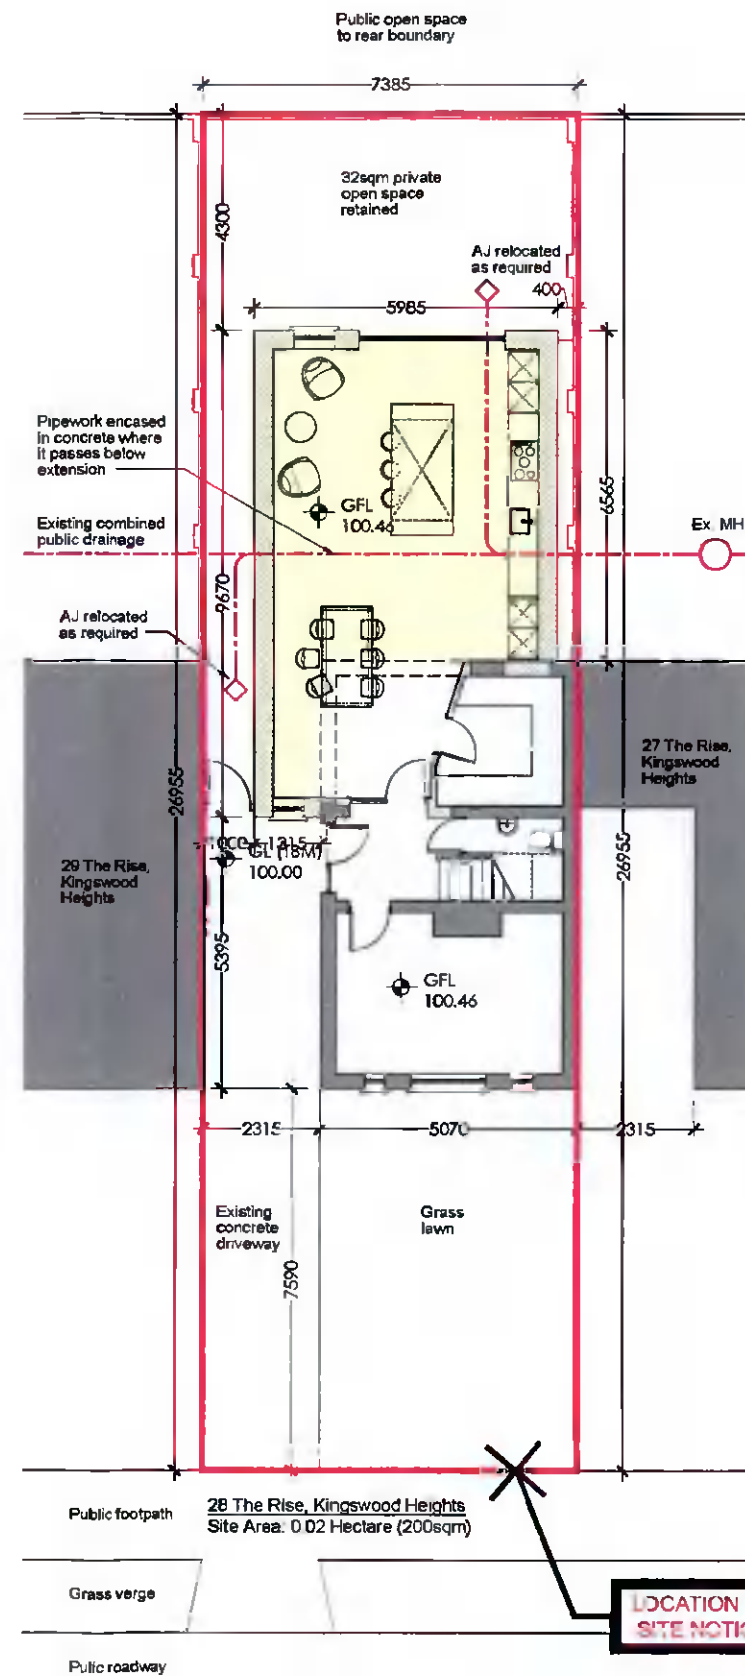 Public open space
to rear boundary
7385
32sqm private
open space
retained
4300
AJ relocated
as required
400
5985
Pipework encased
in concrete where
it passes below
extension
GFL
100.46
6565
Existing combined
public drainage
Ex. MH
9670
AJ relocated
as required
26955
27 The Rise,
Kingswood
Heights
1315
GL (18M)
100.00
29 The Rise,
Kingswood
Heights
26955
5395
GFL
100.46
2315
5070
2315
Existing
concrete
driveway
Grass
lawn
7590
Public footpath
28 The Rise, Kingswood Heights
Site Area: 0.02 Hectare (200sqm)
Grass verge
LOCATION
SITE
Pulic roadway